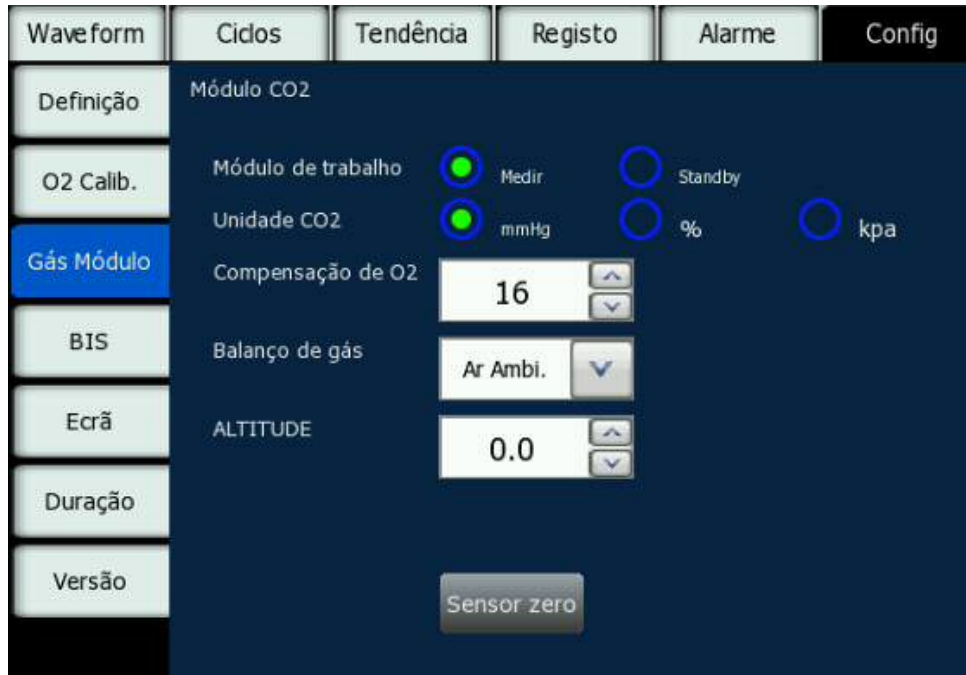 Waveform Ciclos Tendência Registo Alarme Config
Definição
O2 Calib.
Gás Módulo
BIS
Ecrã
Duração
Versão
Módulo CO2
Módulo de trabalho Medir Standby
Unidade CO2 mmHg % kpa
Compensação de O2 16
Balanço de gás Ar Ambi.
ALTITUDE 0.0
Sensor zero